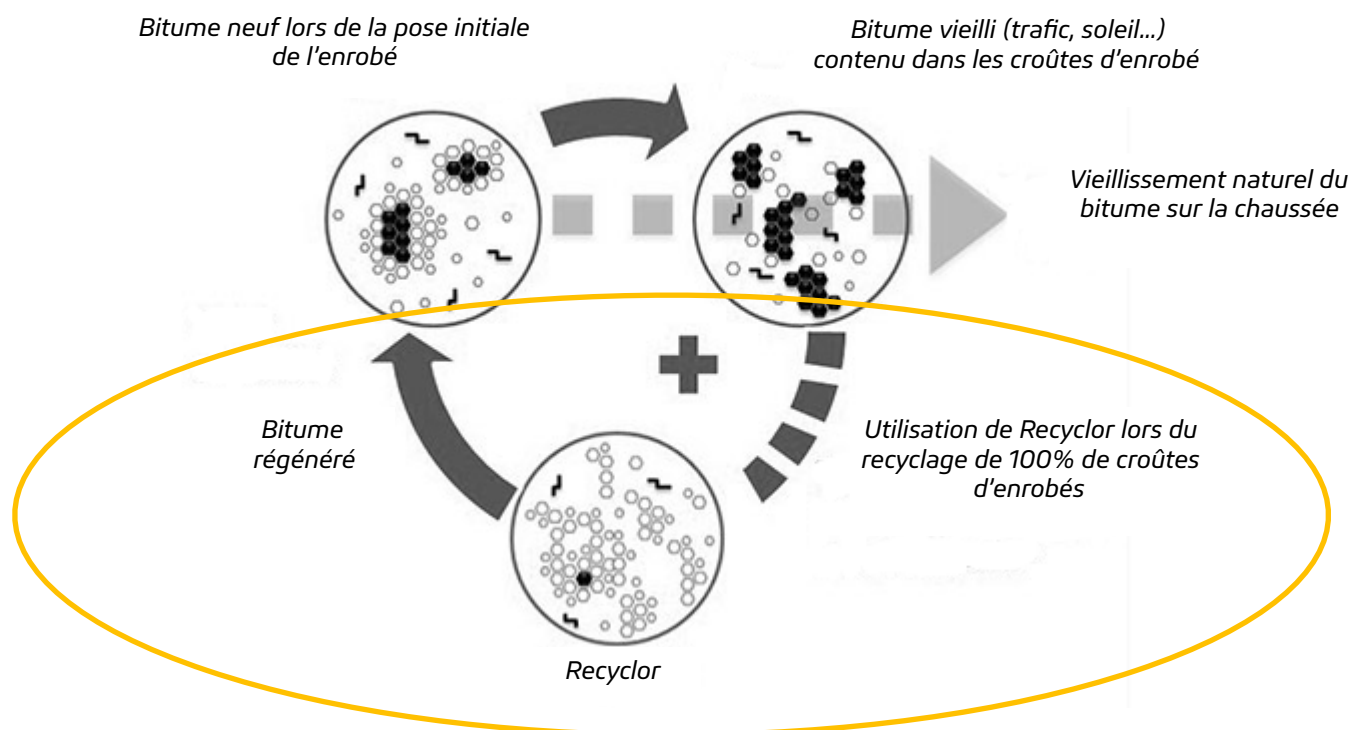 Bitume neuf lors de la pose initiale
de l'enrobé
Bitume vieilli (trafic, soleil...)
contenu dans les croûtes d'enrobé
Vieillissement naturel du
bitume sur la chaussée
Bitume
régénéré
Utilisation de Recyclor lors du
recyclage de 100% de croûtes
d'enrobés
Recyclor